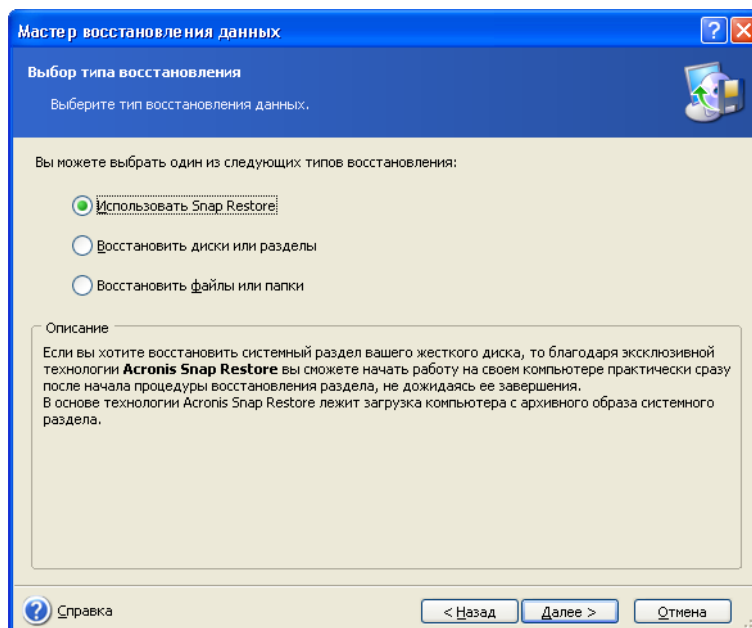 Мастер восстановления данных
Выбор типа восстановления
Выберите тип восстановления данных.
Вы можете выбрать один из следующих типов восстановления:
Использовать Snap Restore
Восстановить диски или разделы
Восстановить файлы или папки
Описание
Если вы хотите восстановить системный раздел вашего жесткого диска, то благодаря эксклюзивной
технологии Acronis Snap Restore вы сможете начать работу на своем компьютере практически сразу
после начала процедуры восстановления раздела, не дожидаясь ее завершения.
В основе технологии Acronis Snap Restore лежит загрузка компьютера с архивного образа системного
раздела.
Справка
< Назад
Далее >
Отмена